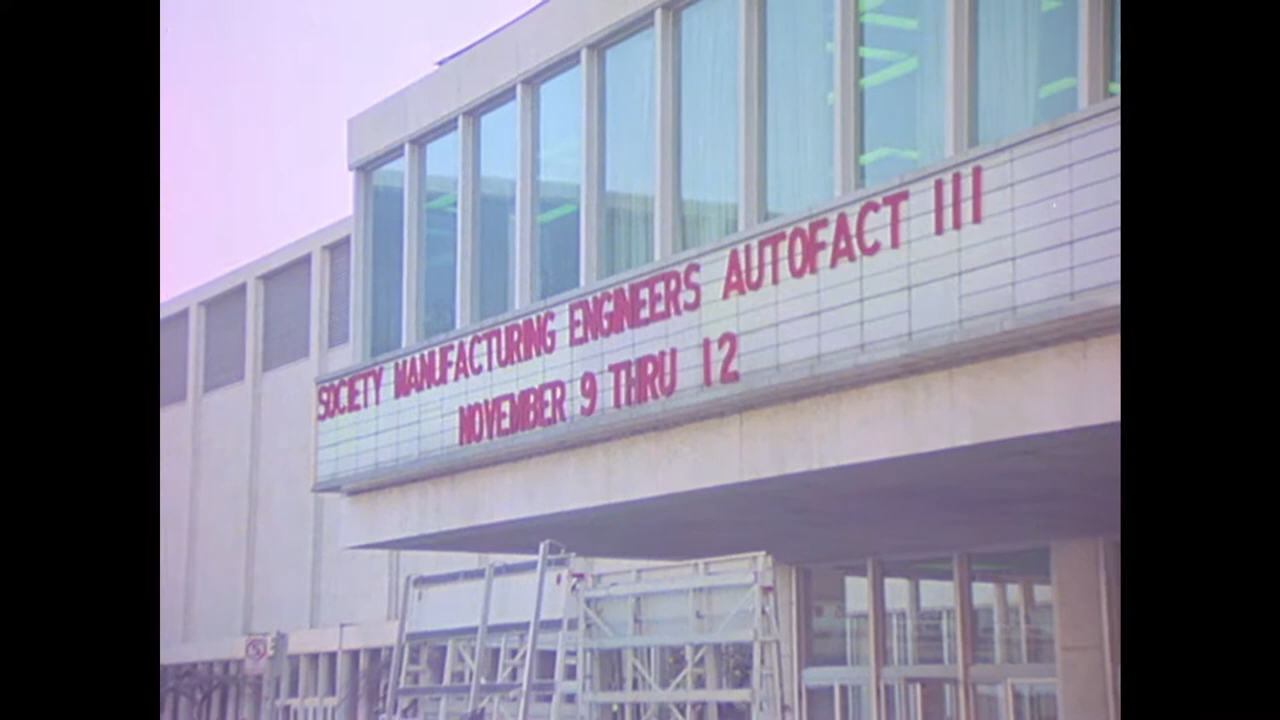 SOCIETY MANUFACTURING ENGINEERS AUTOFACT III
NOVEMBER 9 THRU 12